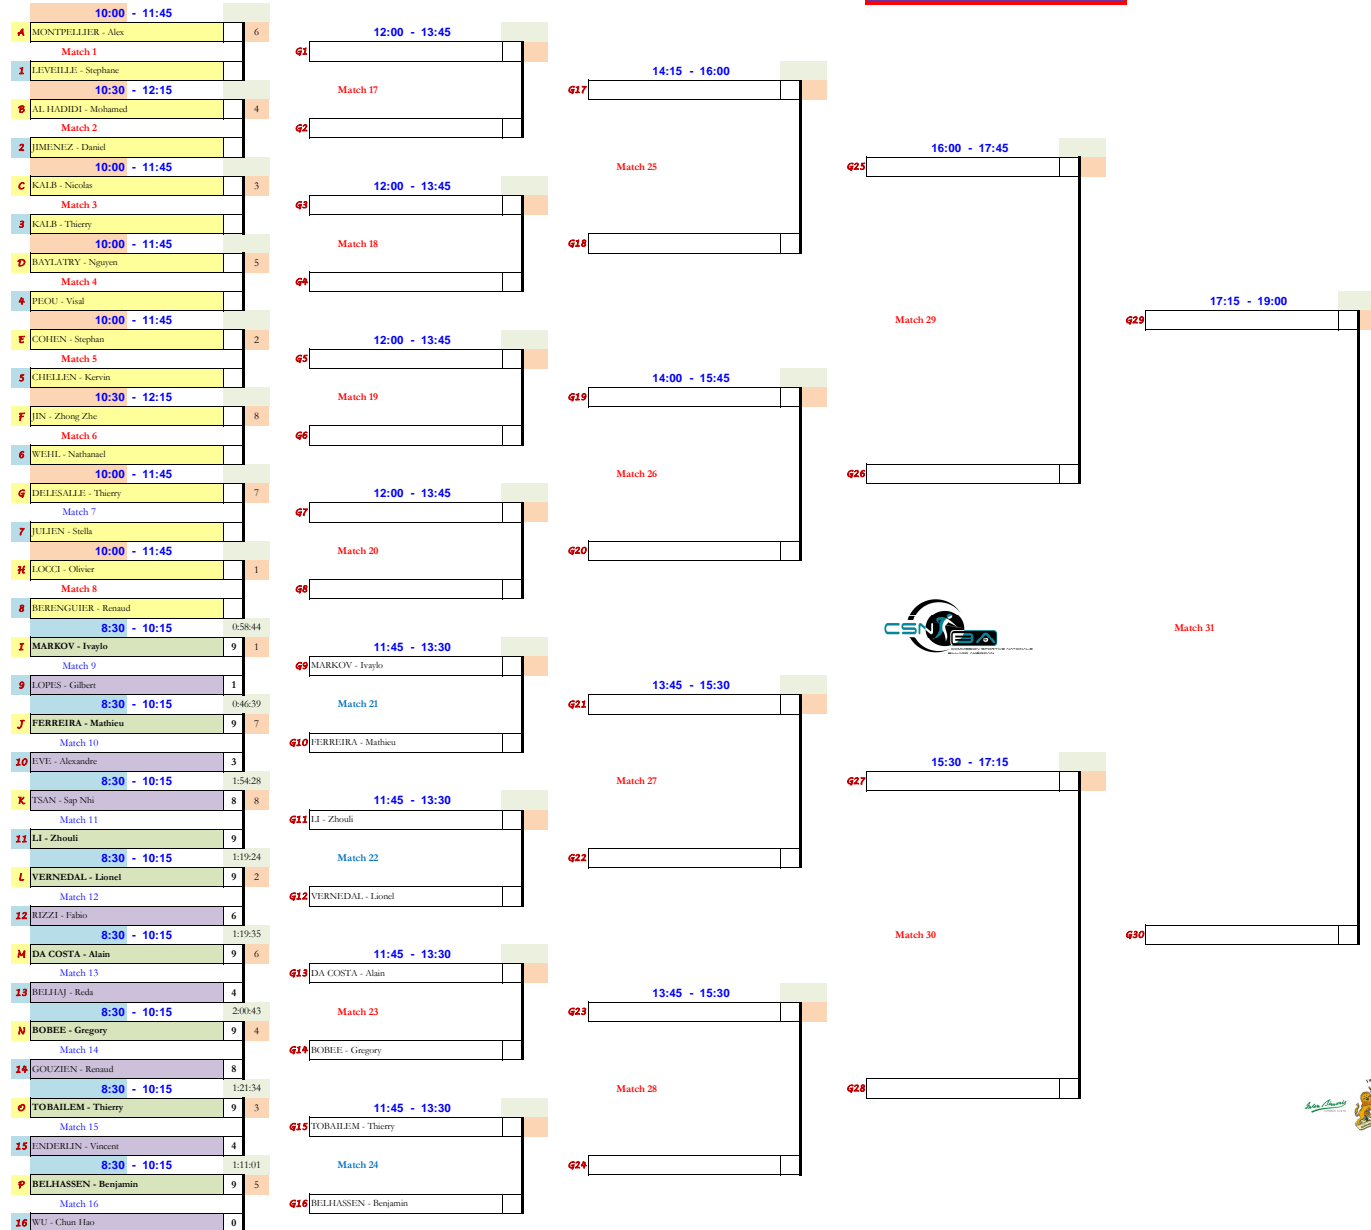 10:00 - 11:45
A MONTPELLIER - Alex 6
Match 1
1 LEVEILLE - Stephane
10:30 - 12:15
B AL HADIDI - Mohamed 4
Match 2
2 JIMENEZ - Daniel
10:00 - 11:45
C KALB - Nicolas 3
Match 3
3 KALB - Thierry
10:00 - 11:45
D BAYLATRY - Nguyen 5
Match 4
4 PEOU - Visal
10:00 - 11:45
E COHEN - Stephan 2
Match 5
5 CHELLEN - Kervin
10:30 - 12:15
F JIN - Zhong Zhe 8
Match 6
6 WEHL - Nathanael
10:00 - 11:45
G DELESALLE - Thierry 7
Match 7
7 JULIEN - Stella
10:00 - 11:45
H LOCCI - Olivier 1
Match 8
8 BERENGUIER - Renaud
8:30 - 10:15 0:58:44
I MARKOV - Ivaylo 9 1
Match 9
9 LOPES - Gilbert 1
8:30 - 10:15 0:46:39
J FERREIRA - Mathieu 9 7
Match 10
10 EVE - Alexandre 3
8:30 - 10:15 1:54:28
K TSAN - Sap Nhi 8 8
Match 11
11 LI - Zhouli 9
8:30 - 10:15 1:19:24
L VERNEDAL - Lionel 9 2
Match 12
12 RIZZI - Fabio 6
8:30 - 10:15 1:19:35
M DA COSTA - Alain 9 6
Match 13
13 BELHAJ - Reda 4
8:30 - 10:15 2:00:43
N BOBEE - Gregory 9 4
Match 14
14 GOUZIEN - Renaud 8
8:30 - 10:15 1:21:34
O TOBAILEM - Thierry 9 3
Match 15
15 ENDERLIN - Vincent 4
8:30 - 10:15 1:11:01
P BELHASSEN - Benjamin 9 5
Match 16
16 WU - Chun Hao 0
12:00 - 13:45
G1
Match 17
G2
12:00 - 13:45
G3
Match 18
G4
12:00 - 13:45
G5
Match 19
G6
12:00 - 13:45
G7
Match 20
G8
11:45 - 13:30
G9 MARKOV - Ivaylo
Match 21
G10 FERREIRA - Mathieu
11:45 - 13:30
G11 LI - Zhouli
Match 22
G12 VERNEDAL - Lionel
11:45 - 13:30
G13 DA COSTA - Alain
Match 23
G14 BOBEE - Gregory
11:45 - 13:30
G15 TOBAILEM - Thierry
Match 24
G16 BELHASSEN - Benjamin
14:15 - 16:00
G17
Match 25
G18
14:00 - 15:45
G19
Match 26
G20
13:45 - 15:30
G21
Match 27
G22
13:45 - 15:30
G23
Match 28
G24
16:00 - 17:45
G25
Match 29
G26
CSN BA
COMMISSION SPORTIVE NATIONALE
BILLARD AMERICAIN
15:30 - 17:15
G27
Match 30
G28
17:15 - 19:00
G29
Match 31
G30